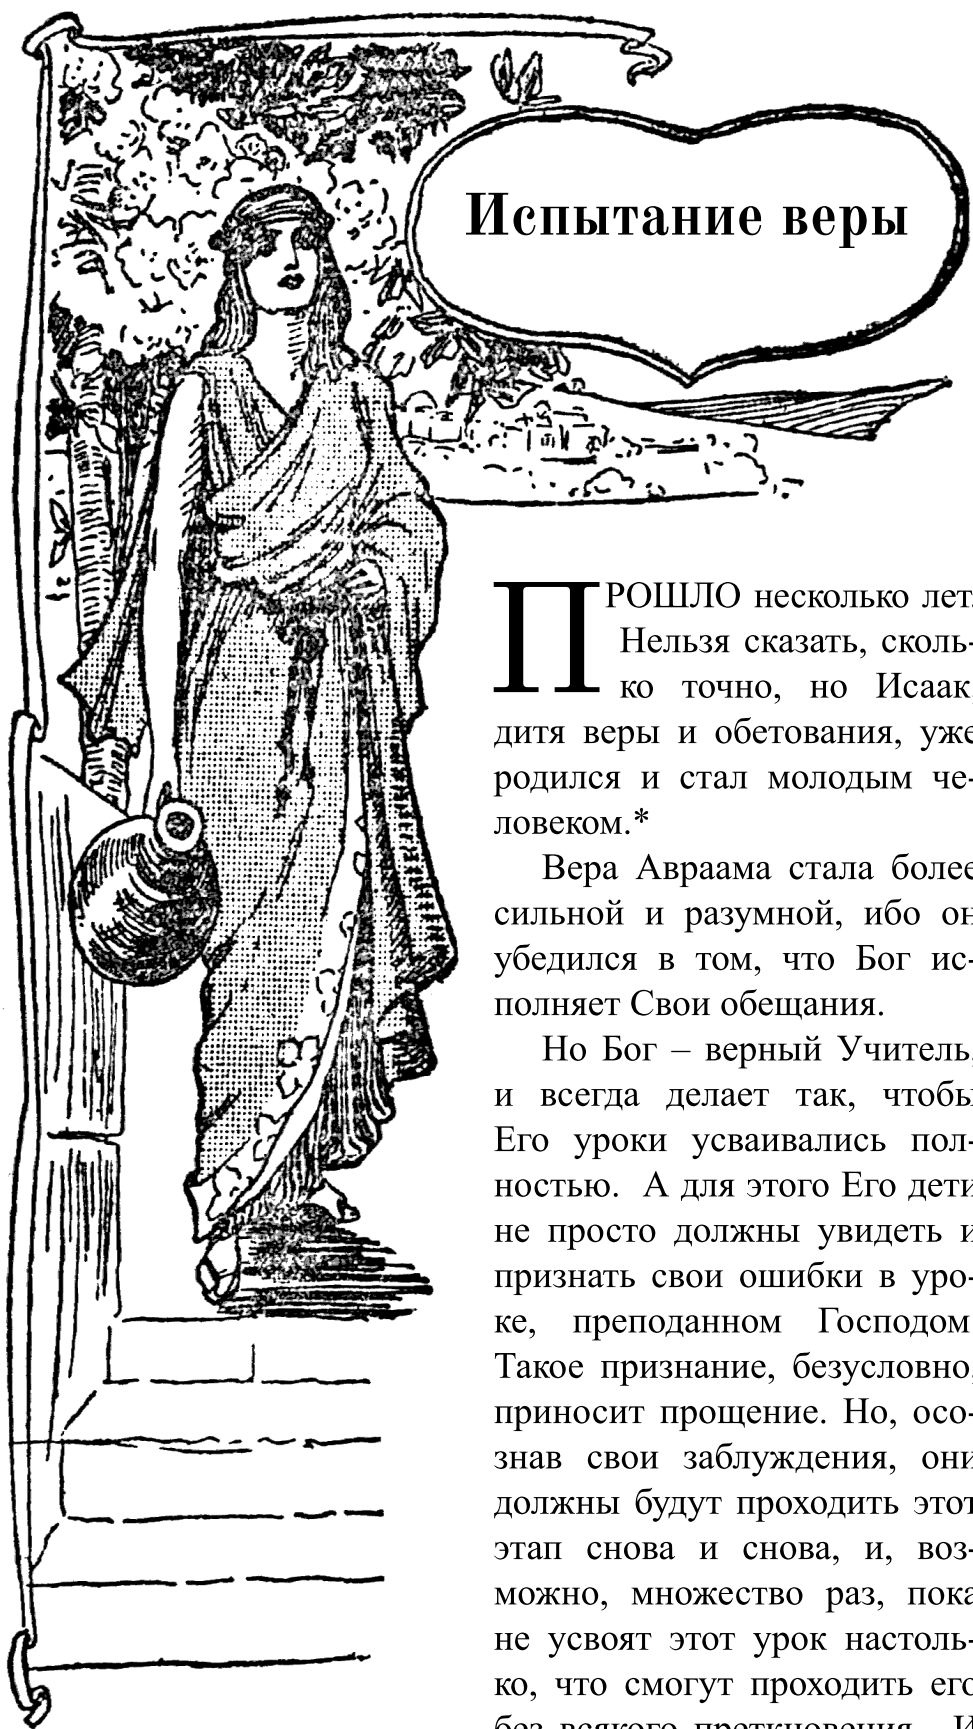 Испытание веры
ПРОШЛО несколько лет.
Нельзя сказать, сколь-
ко точно, но Исаак,
дитя веры и обетования, уже
родился и стал молодым че-
ловеком.*
Вера Авраама стала более
сильной и разумной, ибо он
убедился в том, что Бог ис-
полняет Свои обещания.
Но Бог – верный Учитель,
и всегда делает так, чтобы
Его уроки усваивались пол-
ностью. А для этого Его дети
не просто должны увидеть и
признать свои ошибки в уро-
ке, преподанном Господом.
Такое признание, безусловно,
приносит прощение. Но, осо-
знав свои заблуждения, они
должны будут проходить этот
этап снова и снова, и, воз-
можно, множество раз, пока
не усвоят этот урок настоль-
ко, что смогут проходить его
без всякого преткновения. И